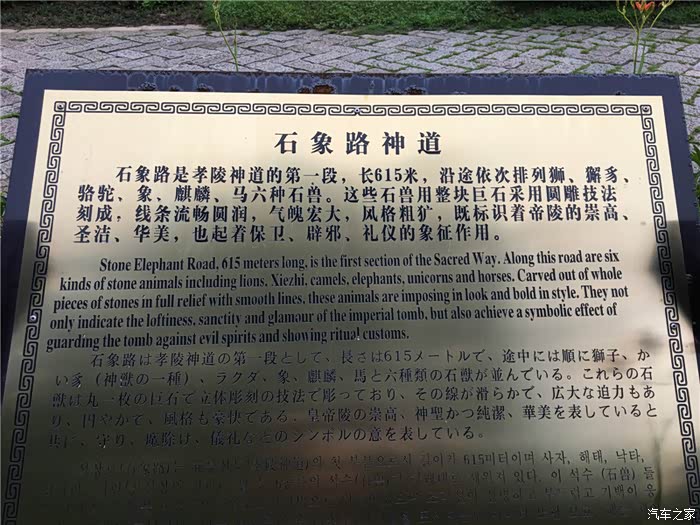 石象路神道
石象路是孝陵神道的第一段，长615米，沿途依次排列狮、獬豸、
骆驼、象、麒麟、马六种石兽。这些石兽用整块巨石采用圆雕技法
刻成，线条流畅圆润，气魄宏大，风格粗犷，既标识着帝陵的崇高、
圣洁、华美，也起着保卫、辟邪、礼仪的象征作用。
Stone Elephant Road, 615 meters long, is the first section of the Sacred Way. Along this road are six
kinds of stone animals including lions, Xiezhi, camels, elephants, unicorns and horses. Carved out of whole
pieces of stones in full relief with smooth lines, these animals are imposing in look and bold in style. They not
only indicate the loftiness, sanctity and glamour of the imperial tomb, but also achieve a symbolic effect of
guarding the tomb against evil spirits and showing ritual customs.
石象路は孝陵神道の第一段として、長さは615メートルで、途中には順に獅子、か
い豸（神獣の一種）、ラクダ、象、麒麟、馬と六種類の石獣が並んでいる。これらの石
獣は丸一枚の巨石で立体彫刻の技法で彫っており、その線が滑らかで、広大な迫力もあ
り、円やかで、風格も豪快である。皇帝陵の崇高、神聖かつ純潔、華美を表していると
共に、守り、魔除け、儀礼などのシンボルの意を表している。
첫 길이가 615미터이며 사자, 해태, 낙타,
이 석수(石兽) 들
汽车之家